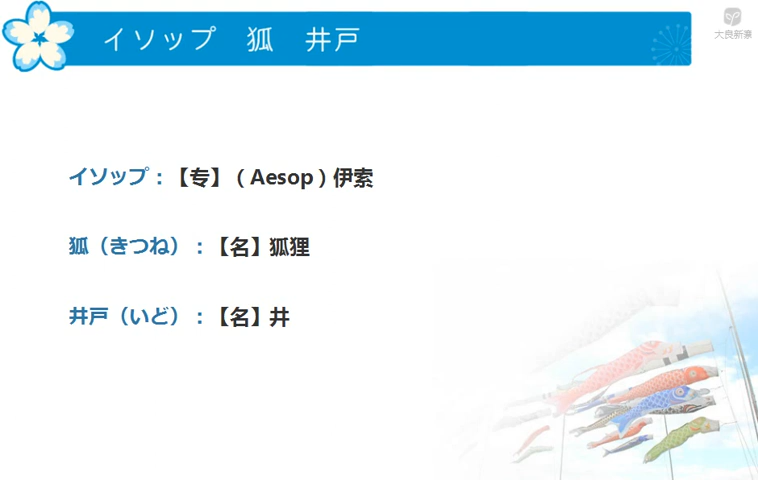 イソップ　狐　井戸
大良新濠
イソップ：【专】（Aesop）伊索
狐（きつね）：【名】狐狸
井戸（いど）：【名】井